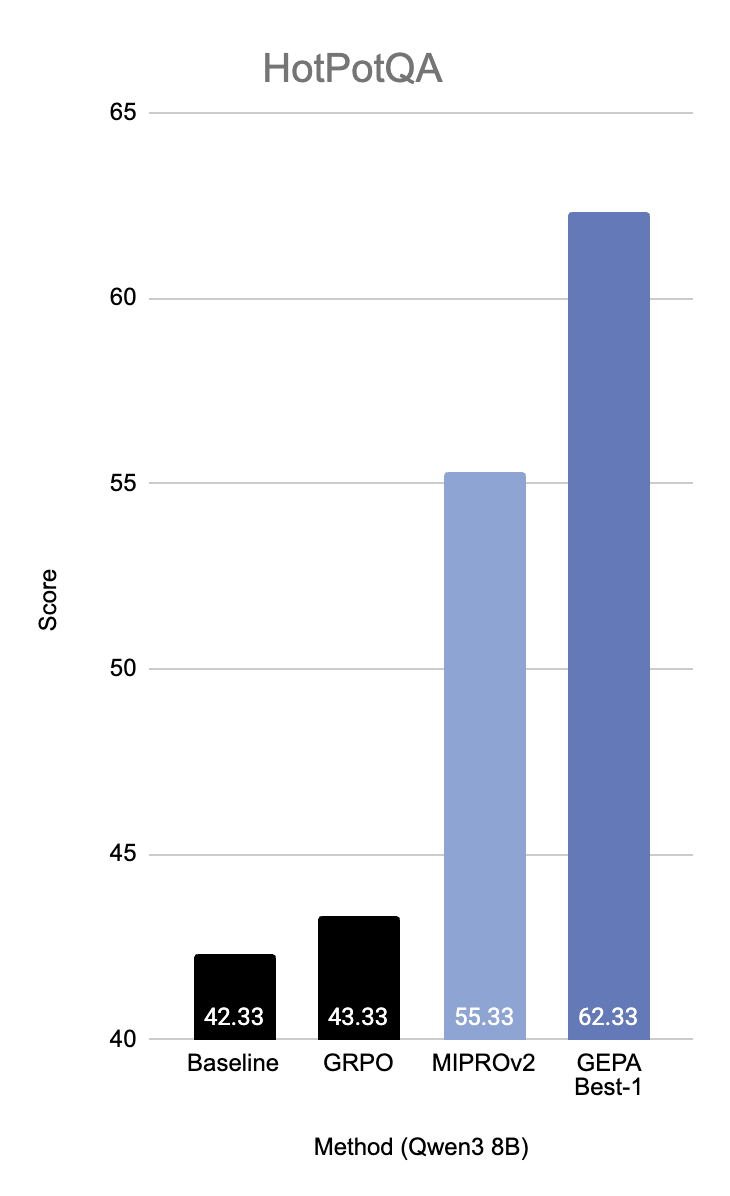 HotPotQA
65
60
55
50
45
40
Score
42.33
43.33
55.33
62.33
Baseline
GRPO
MIPROv2
GEPA
Best-1
Method (Qwen3 8B)